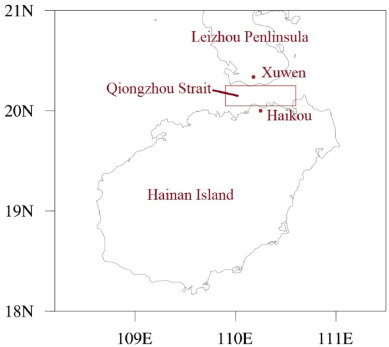 21N
Leizhou Penlinsula
Xuwen
Qiongzhou Strait
20N
Haikou
Hainan Island
19N
18N
109E 110E 111E